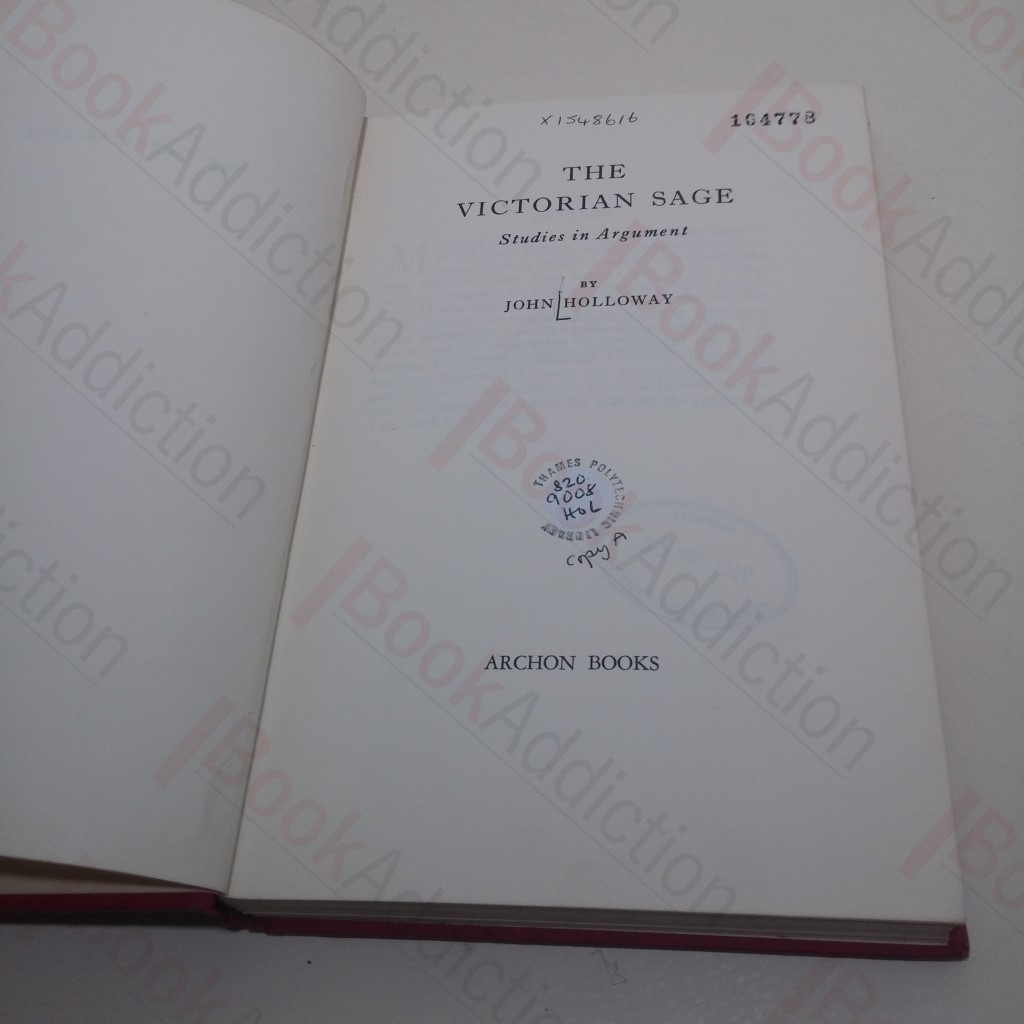 X1548616
164778
THE
VICTORIAN SAGE
Studies in Argument
BY
JOHN HOLLOWAY
THAMES POLYTECHNIC LIBRARY
820.
9008
HOL
copy A
ARCHON BOOKS
BookAddiction